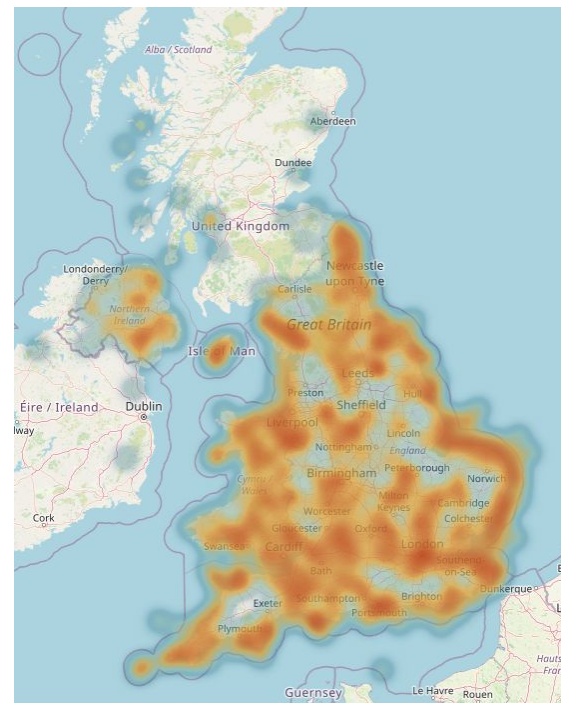 Alba / Scotland
Aberdeen
Dundee
United Kingdom
Londonderry/
Derry
Newcastle
upon Tyne
Carlisle
Northern
Ireland
Great Britain
Isle of Man
Leeds
Preston
Hull
Éire / Ireland
Dublin
Sheffield
Liverpool
lway
Lincoln
Nottingham
England
Peterborough
Birmingham
Norwich
Cymru /
Wales
Milton
Keynes
Cambridge
Worcester
Colchester
Cork
Gloucester
Oxford
Swansea
Cardiff
London
Southend-
on-Sea
Bath
Dunkerque
Exeter
Southampton
Brighton
Portsmouth
Plymouth
Hauts
Fran
Guernsey
Le Havre
Rouen